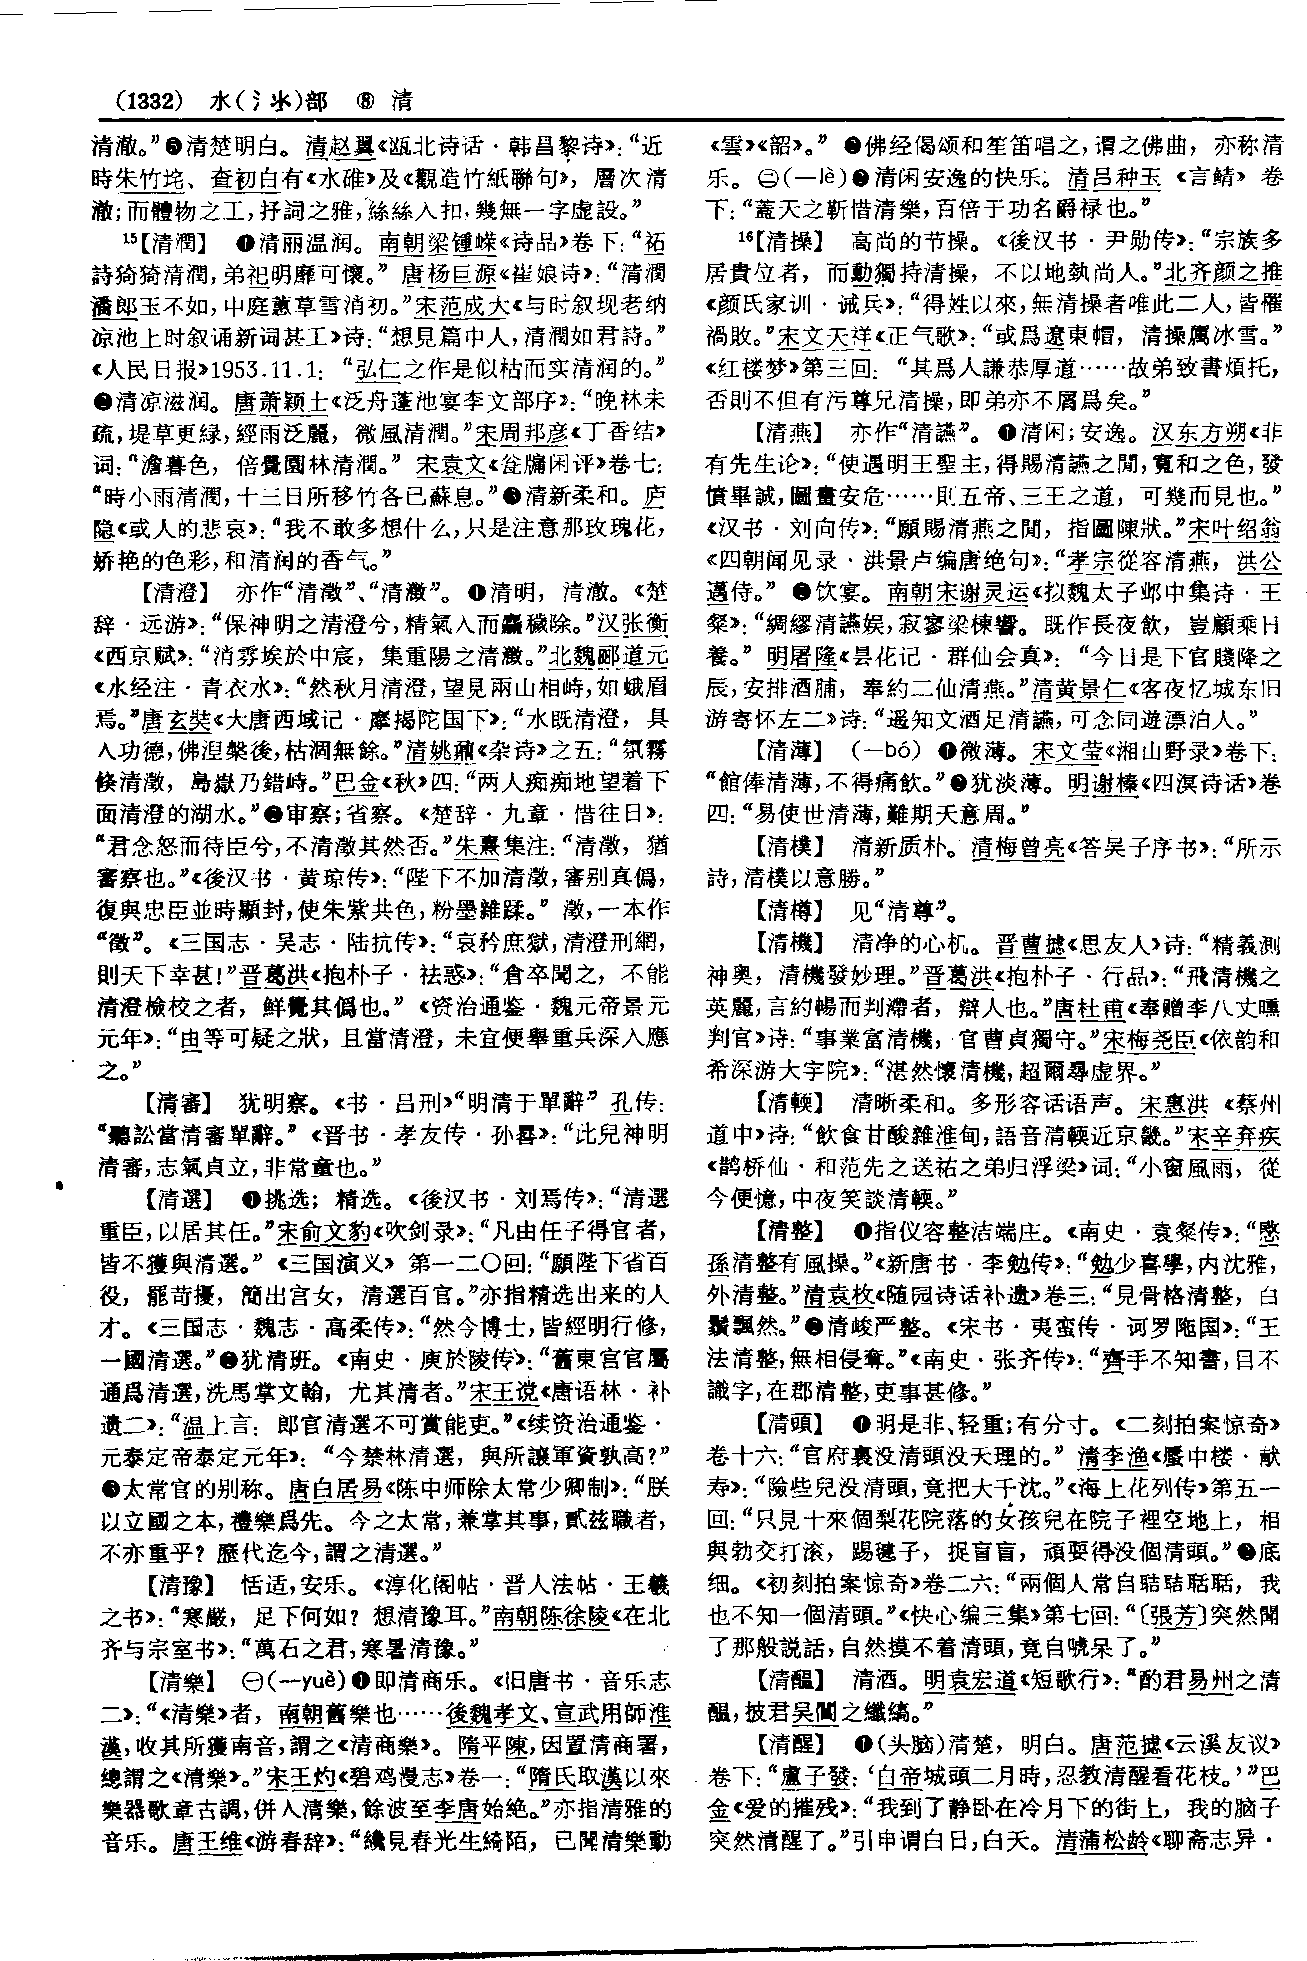 (1332) 水(氵氺)部 ⑧ 清
清澈。”❺清楚明白。清赵翼《瓯北诗话·韩昌黎诗》：“近
時朱竹垞、查初白有《水碓》及《觀造竹紙聯句》，層次清
澈；而體物之工，抒詞之雅，絲絲入扣，幾無一字虚設。”
15【清潤】 ❶清丽温润。南朝梁锺嵘《诗品》卷下：“祏
詩猗猗清潤，弟祀明靡可懷。”唐杨巨源《崔娘诗》：“清潤
潘郎玉不如，中庭蕙草雪消初。”宋范成大《与时叙现老纳
凉池上时叙诵新词甚工》诗：“想見篇中人，清潤如君詩。”
《人民日报》1953.11.1：“弘仁之作是似枯而实清润的。”
❷清凉滋润。唐萧颖士《泛舟蓬池宴李文部序》：“晚林未
疏，堤草更緑，經雨泛麗，微風清潤。”宋周邦彦《丁香结》
词：“澹暮色，倍覺園林清潤。”宋袁文《瓮牖闲评》卷七：
“時小雨清潤，十三日所移竹各已蘇息。”❸清新柔和。庐
隐《或人的悲哀》：“我不敢多想什么，只是注意那玫瑰花，
娇艳的色彩，和清润的香气。”
【清澄】 亦作“清澂”、“清瀓”。❶清明，清澈。《楚
辞·远游》：“保神明之清澄兮，精氣入而麤穢除。”汉张衡
《西京赋》：“消雰埃於中宸，集重陽之清瀓。”北魏郦道元
《水经注·青衣水》：“然秋月清澄，望見兩山相峙，如蛾眉
焉。”唐玄奘《大唐西域记·摩揭陀国下》：“水既清澄，具
八功德，佛涅槃後，枯涸無餘。”清姚鼐《杂诗》之五：“氛霧
倏清澂，島嶽乃錯峙。”巴金《秋》四：“两人痴痴地望着下
面清澄的湖水。”❷审察；省察。《楚辞·九章·惜往日》：
“君念怒而待臣兮，不清澂其然否。”朱熹集注：“清澂，猶
審察也。”《後汉书·黄琼传》：“陛下不加清澂，審别真僞，
復與忠臣並時顯封，使朱紫共色，粉墨雜蹂。”澂，一本作
“徵”。《三国志·吴志·陆抗传》：“哀矜庶獄，清澄刑網，
則天下幸甚！”晋葛洪《抱朴子·祛惑》：“倉卒聞之，不能
清澄檢校之者，鮮覺其僞也。”《资治通鉴·魏元帝景元
元年》：“由等可疑之狀，且當清澄，未宜便舉重兵深入應
之。”
【清審】 犹明察。《书·吕刑》“明清于單辭”孔传：
“聽訟當清審單辭。”《晋书·孝友传·孙晷》：“此兒神明
清審，志氣貞立，非常童也。”
【清選】 ❶挑选；精选。《後汉书·刘焉传》：“清選
重臣，以居其任。”宋俞文豹《吹剑录》：“凡由任子得官者，
皆不獲與清選。”《三国演义》第一二〇回：“願陛下省百
役，罷苛擾，簡出宫女，清選百官。”亦指精选出来的人
才。《三国志·魏志·高柔传》：“然今博士，皆經明行修，
一國清選。”❷犹清班。《南史·庾於陵传》：“舊東宫官屬
通爲清選，洗馬掌文翰，尤其清者。”宋王谠《唐语林·补
遗二》：“温上言：郎官清選不可賞能吏。”《续资治通鉴·
元泰定帝泰定元年》：“今禁林清選，與所讓軍資孰高？”
❸太常官的别称。唐白居易《陈中师除太常少卿制》：“朕
以立國之本，禮樂爲先。今之太常，兼掌其事，貳兹職者，
不亦重乎？歷代迄今，謂之清選。”
【清豫】 恬适，安乐。《淳化阁帖·晋人法帖·王羲
之书》：“寒嚴，足下何如？想清豫耳。”南朝陈徐陵《在北
齐与宗室书》：“萬石之君，寒暑清豫。”
【清樂】 ㊀(—yuè)❶即清商乐。《旧唐书·音乐志
二》：“《清樂》者，南朝舊樂也……後魏孝文、宣武用師淮
漢，收其所獲南音，謂之《清商樂》。隋平陳，因置清商署，
總謂之《清樂》。”宋王灼《碧鸡漫志》卷一：“隋氏取漢以來
樂器歌章古調，併入清樂，餘波至李唐始絶。”亦指清雅的
音乐。唐王维《游春辞》：“纔見春光生綺陌，已聞清樂動
《雲》《韶》。”❷佛经偈颂和笙笛唱之，谓之佛曲，亦称清
乐。㊁(—lè)❷清闲安逸的快乐。清吕种玉《言鲭》卷
下：“蓋天之靳惜清樂，百倍于功名爵禄也。”
16【清操】 高尚的节操。《後汉书·尹勋传》：“宗族多
居貴位者，而勳獨持清操，不以地埶尚人。”北齐颜之推
《颜氏家训·诫兵》：“得姓以來，無清操者唯此二人，皆罹
禍敗。”宋文天祥《正气歌》：“或爲遼東帽，清操厲冰雪。”
《红楼梦》第三回：“其爲人謙恭厚道……故弟致書煩托，
否則不但有污尊兄清操，即弟亦不屑爲矣。”
【清燕】 亦作“清讌”。❶清闲；安逸。汉东方朔《非
有先生论》：“使遇明王聖主，得賜清讌之閒，寬和之色，發
憤畢誠，圖畫安危……則五帝、三王之道，可幾而見也。”
《汉书·刘向传》：“願賜清燕之閒，指圖陳狀。”宋叶绍翁
《四朝闻见录·洪景卢编唐绝句》：“孝宗從容清燕，洪公
邁侍。”❷饮宴。南朝宋谢灵运《拟魏太子邺中集诗·王
粲》：“綢繆清讌娱，寂寥梁棟響。既作長夜飲，豈顧乘日
養。”明屠隆《昙花记·群仙会真》：“今日是下官賤降之
辰，安排酒脯，奉約二仙清燕。”清黄景仁《客夜忆城东旧
游寄怀左二》诗：“遥知文酒足清讌，可念同遊漂泊人。”
【清薄】 (—bó) ❶微薄。宋文莹《湘山野录》卷下：
“館俸清薄，不得痛飲。”❷犹淡薄。明谢榛《四溟诗话》卷
四：“易使世清薄，難期天意周。”
【清樸】 清新质朴。清梅曾亮《答吴子序书》：“所示
詩，清樸以意勝。”
【清樽】 见“清尊”。
【清機】 清净的心机。晋曹摅《思友人》诗：“精義測
神奥，清機發妙理。”晋葛洪《抱朴子·行品》：“飛清機之
英麗，言約暢而判滯者，辯人也。”唐杜甫《奉赠李八丈曛
判官》诗：“事業富清機，官曹貞獨守。”宋梅尧臣《依韵和
希深游大字院》：“湛然懷清機，超爾尋虚界。”
【清輭】 清晰柔和。多形容话语声。宋惠洪《蔡州
道中》诗：“飲食甘酸雜淮甸，語音清輭近京畿。”宋辛弃疾
《鹊桥仙·和范先之送祐之弟归浮梁》词：“小窗風雨，從
今便憶，中夜笑談清輭。”
【清整】 ❶指仪容整洁端庄。《南史·袁粲传》：“愍
孫清整有風操。”《新唐书·李勉传》：“勉少喜學，内沈雅，
外清整。”清袁枚《随园诗话补遗》卷三：“見骨格清整，白
鬚飄然。”❷清峻严整。《宋书·夷蛮传·诃罗陁国》：“王
法清整，無相侵奪。”《南史·张齐传》：“齊手不知書，目不
識字，在郡清整，吏事甚修。”
【清頭】 ❶明是非、轻重；有分寸。《二刻拍案惊奇》
卷十六：“官府裏没清頭没天理的。”清李渔《蜃中楼·献
寿》：“險些兒没清頭，竟把大千沈。”《海上花列传》第五一
回：“只見十來個梨花院落的女孩兒在院子裡空地上，相
與勃交打滚，踢毽子，捉盲盲，頑耍得没個清頭。”❷底
细。《初刻拍案惊奇》卷二六：“兩個人常自聐聐聒聒，我
也不知一個清頭。”《快心编三集》第七回：“〔張芳〕突然聞
了那般説話，自然摸不着清頭，竟自唬呆了。”
【清醖】 清酒。明袁宏道《短歌行》：“酌君易州之清
醖，披君吴閶之纖縞。”
【清醒】 ❶(头脑)清楚，明白。唐范摅《云溪友议》
卷下：“盧子發：‘白帝城頭二月時，忍教清醒看花枝。’”巴
金《爱的摧残》：“我到了静卧在冷月下的街上，我的脑子
突然清醒了。”引申谓白日，白天。清蒲松龄《聊斋志异·